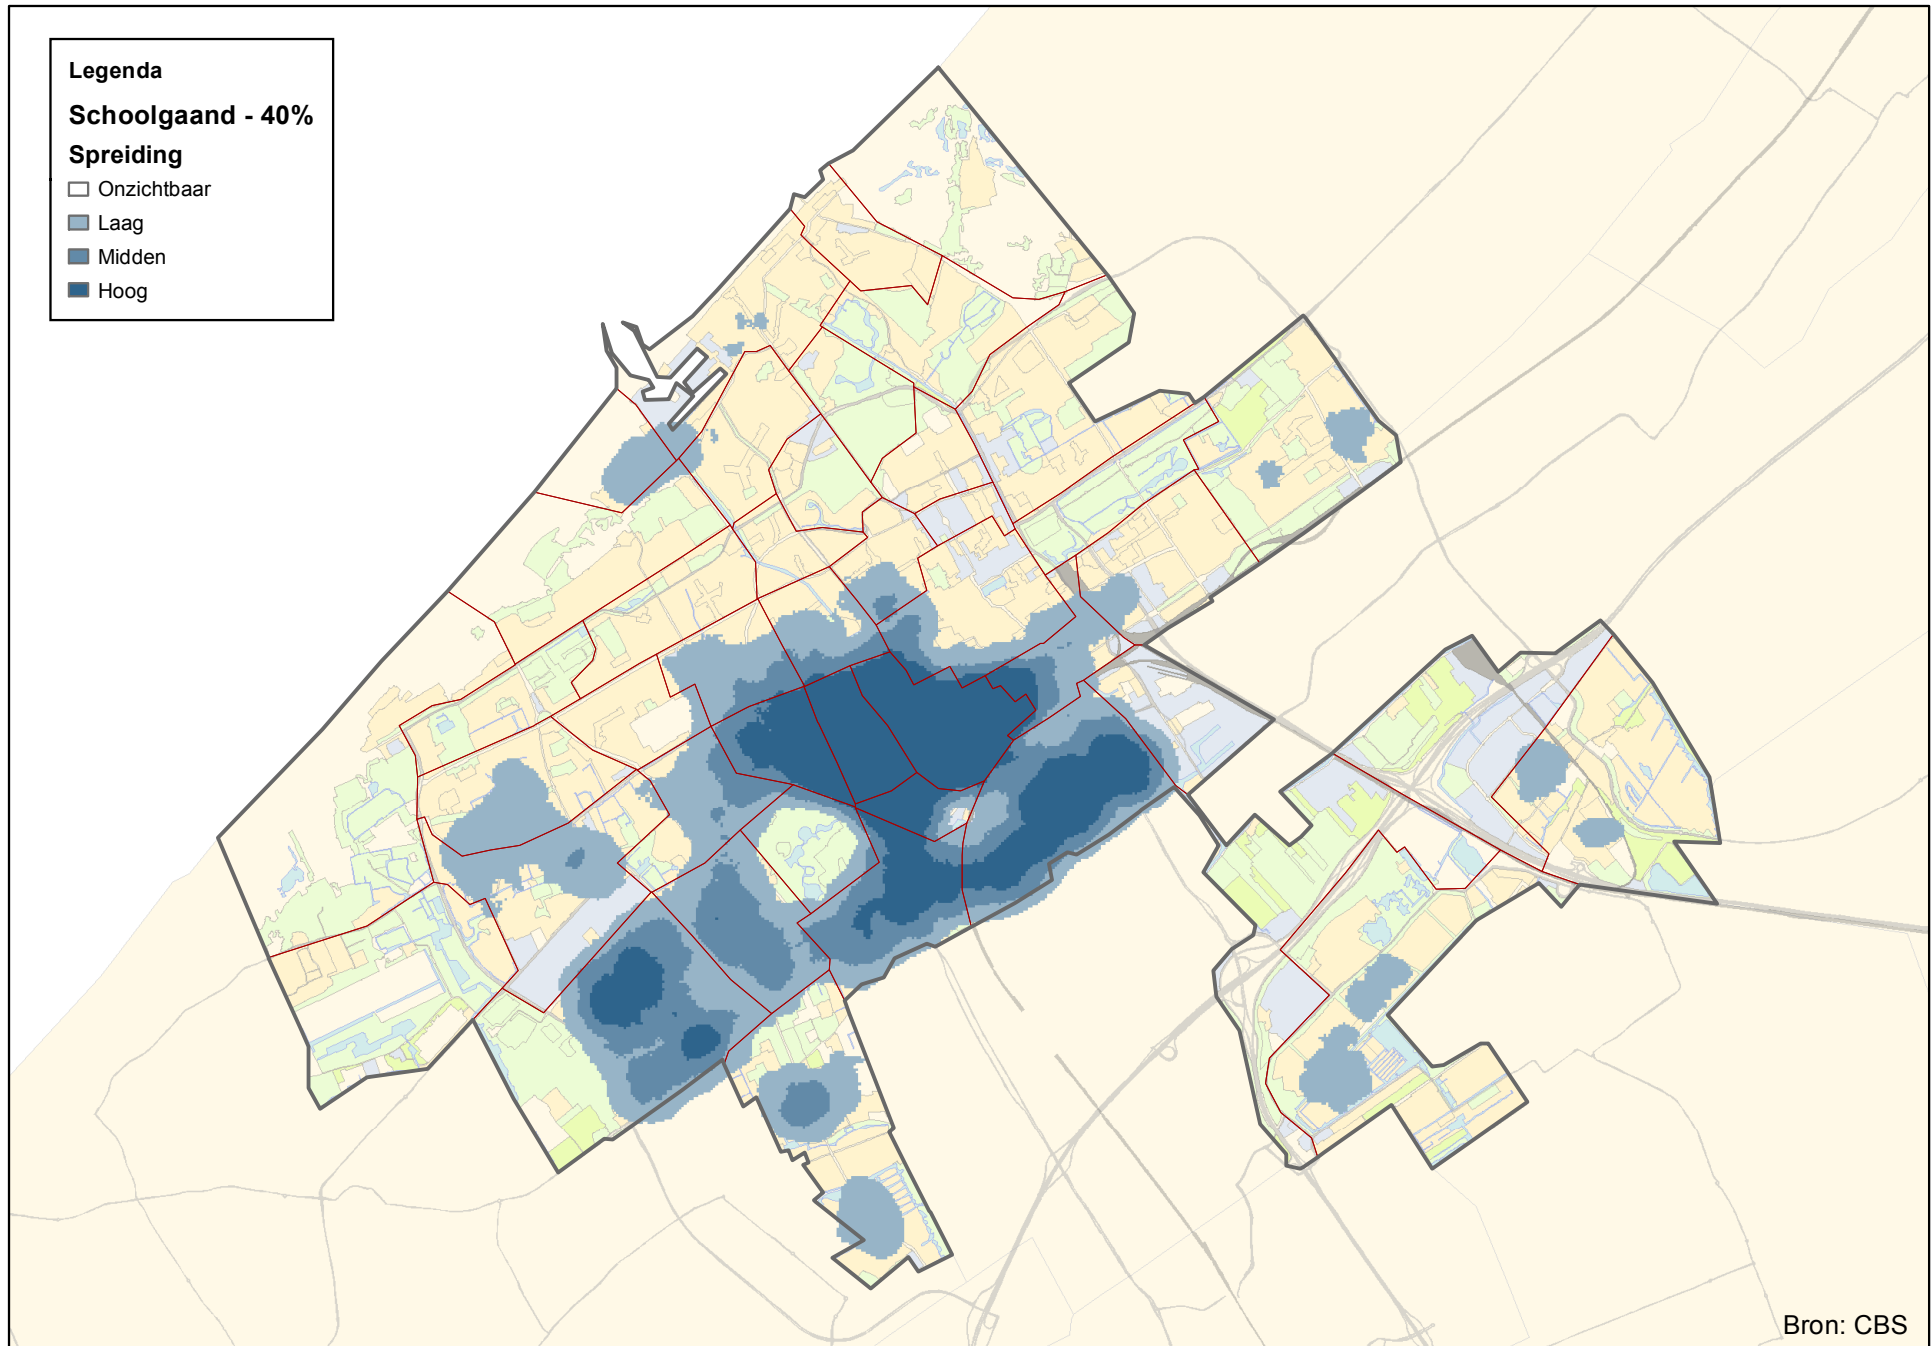 Legenda
Schoolgaand - 40%
Spreiding
Onzichtbaar
Laag
Midden
Hoog
Bron: CBS